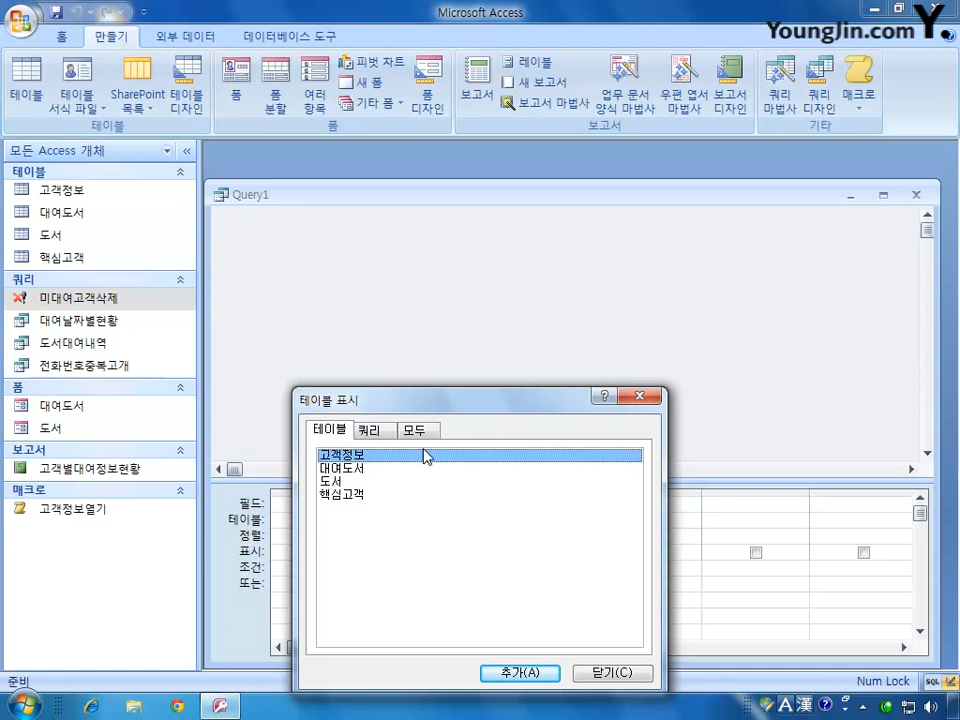 Microsoft Access
YoungJin.com Y.
홈 만들기 외부 데이터 데이터베이스 도구
테이블
테이블 서식 파일
SharePoint 목록
테이블 디자인
테이블
폼
폼 분할
여러 항목
피벗 차트
새 폼
기타 폼
폼 디자인
폼
보고서
레이블
새 보고서
보고서 마법사
업무 문서 양식 마법사
우편 엽서 마법사
보고서 디자인
보고서
쿼리 마법사
쿼리 디자인
매크로
기타
모든 Access 개체
테이블
고객정보
대여도서
도서
핵심고객
쿼리
미대여고객삭제
대여날짜별현황
도서대여내역
전화번호중복고개
폼
대여도서
도서
보고서
고객별대여정보현황
매크로
고객정보열기
Query1
테이블 표시
테이블 쿼리 모두
고객정보
대여도서
도서
핵심고객
추가(A) 닫기(C)
필드:
테이블:
정렬:
표시:
조건:
또는:
준비
Num Lock
SQL
A 漢